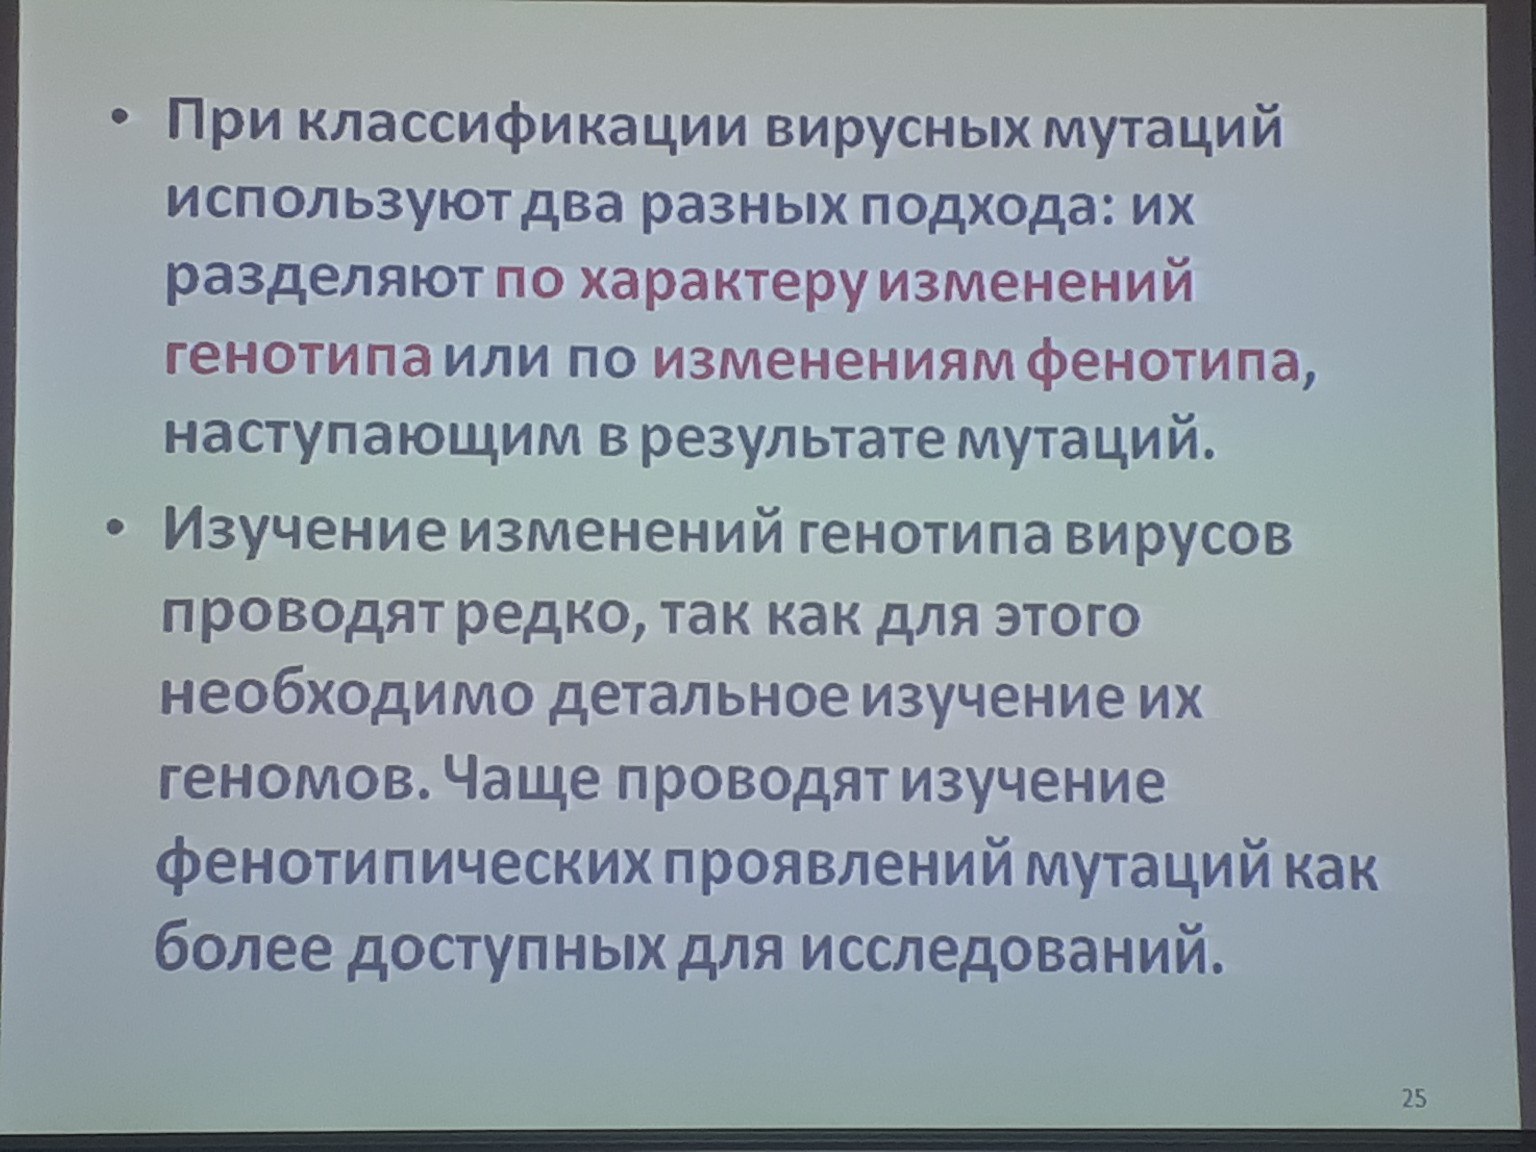 • При классификации вирусных мутаций
используют два разных подхода: их
разделяют по характеру изменений
генотипа или по изменениям фенотипа,
наступающим в результате мутаций.
• Изучение изменений генотипа вирусов
проводят редко, так как для этого
необходимо детальное изучение их
геномов. Чаще проводят изучение
фенотипических проявлений мутаций как
более доступных для исследований.
25